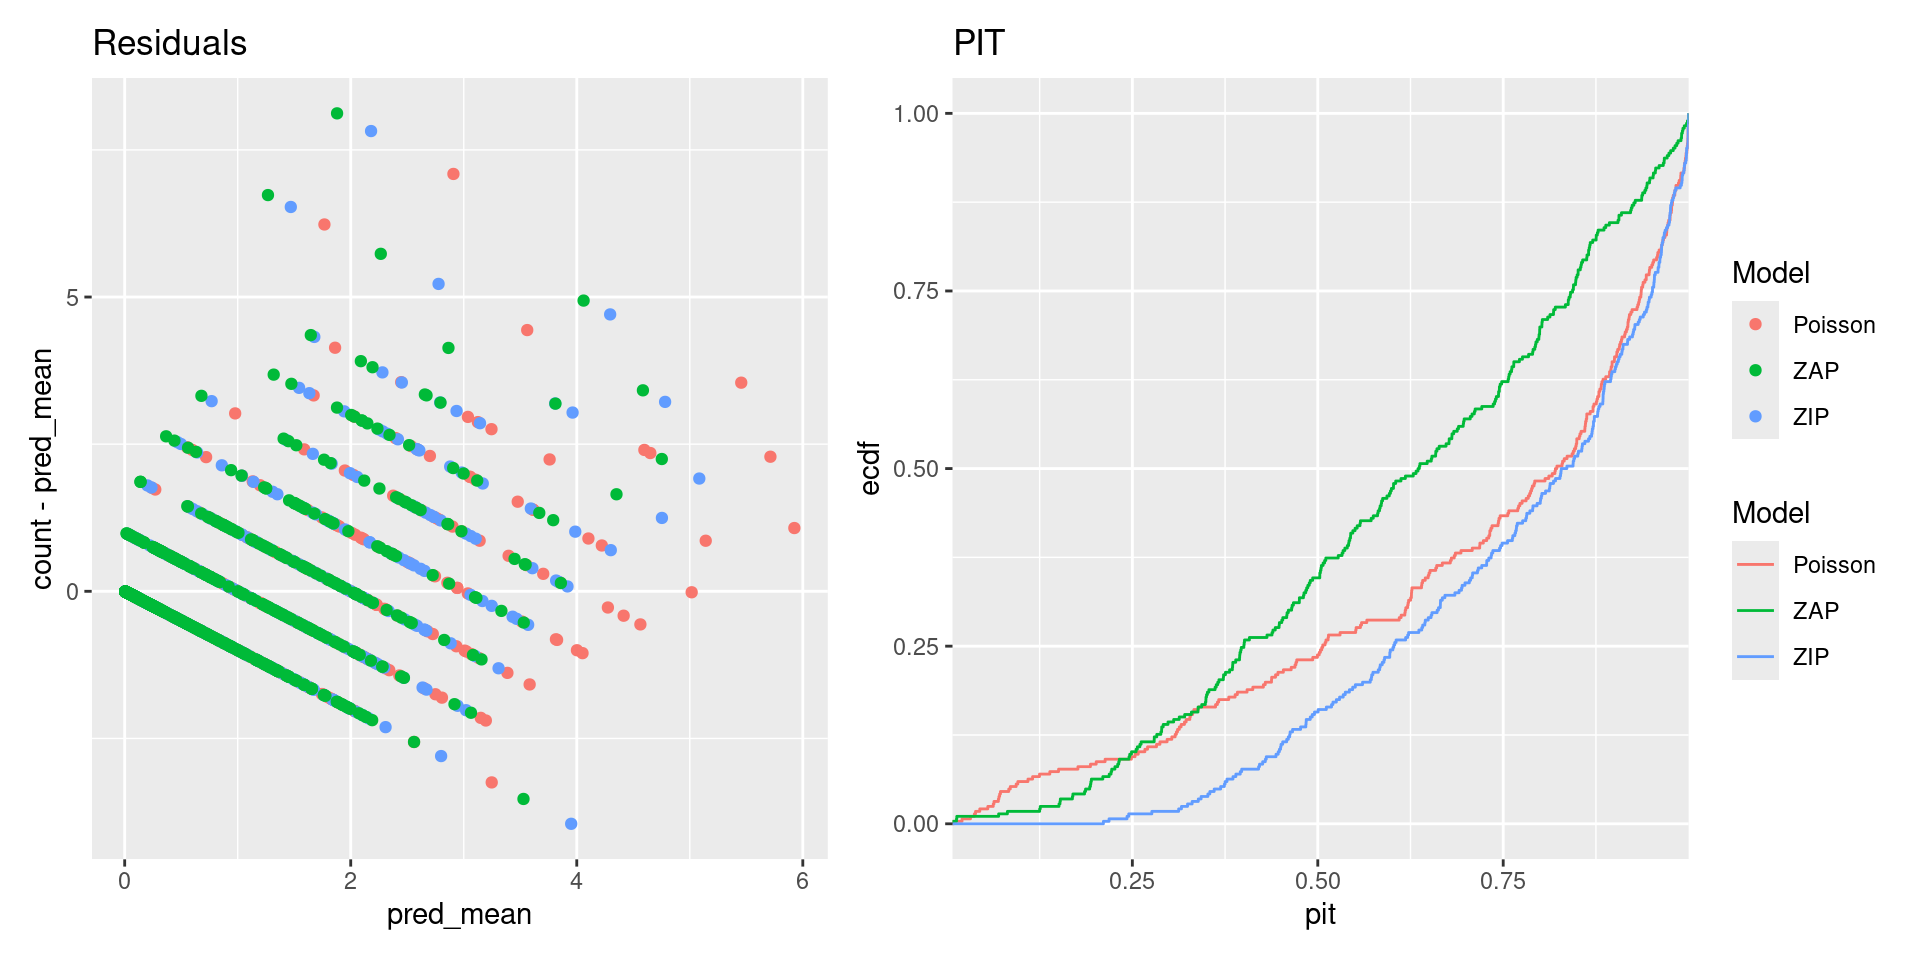 Residuals
count - pred_mean
5
0
0
2
4
6
pred_mean
PIT
ecdf
1.00
0.75
0.50
0.25
0.00
0.25
0.50
0.75
pit
Model
Poisson
ZAP
ZIP
Model
Poisson
ZAP
ZIP